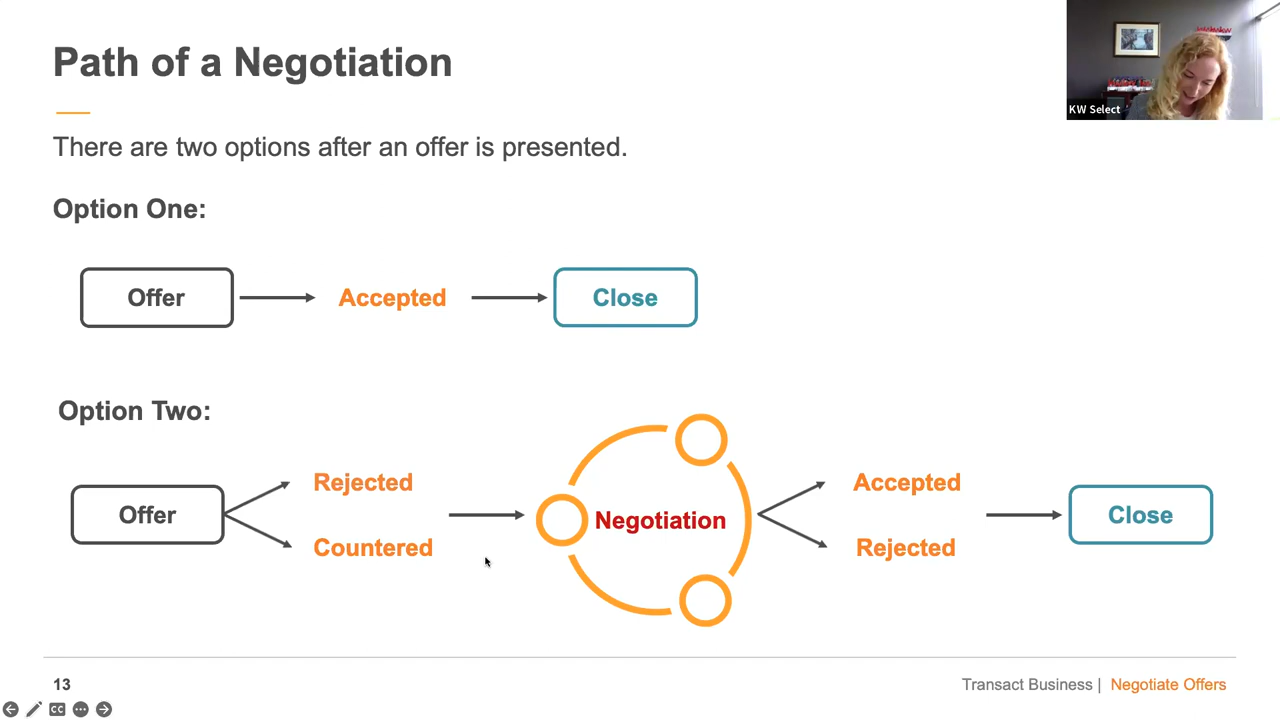 Path of a Negotiation
KW Select
There are two options after an offer is presented.
Option One:
Offer
Accepted
Close
Option Two:
Offer
Rejected
Countered
Negotiation
Accepted
Rejected
Close
13
Transact Business | Negotiate Offers
CC